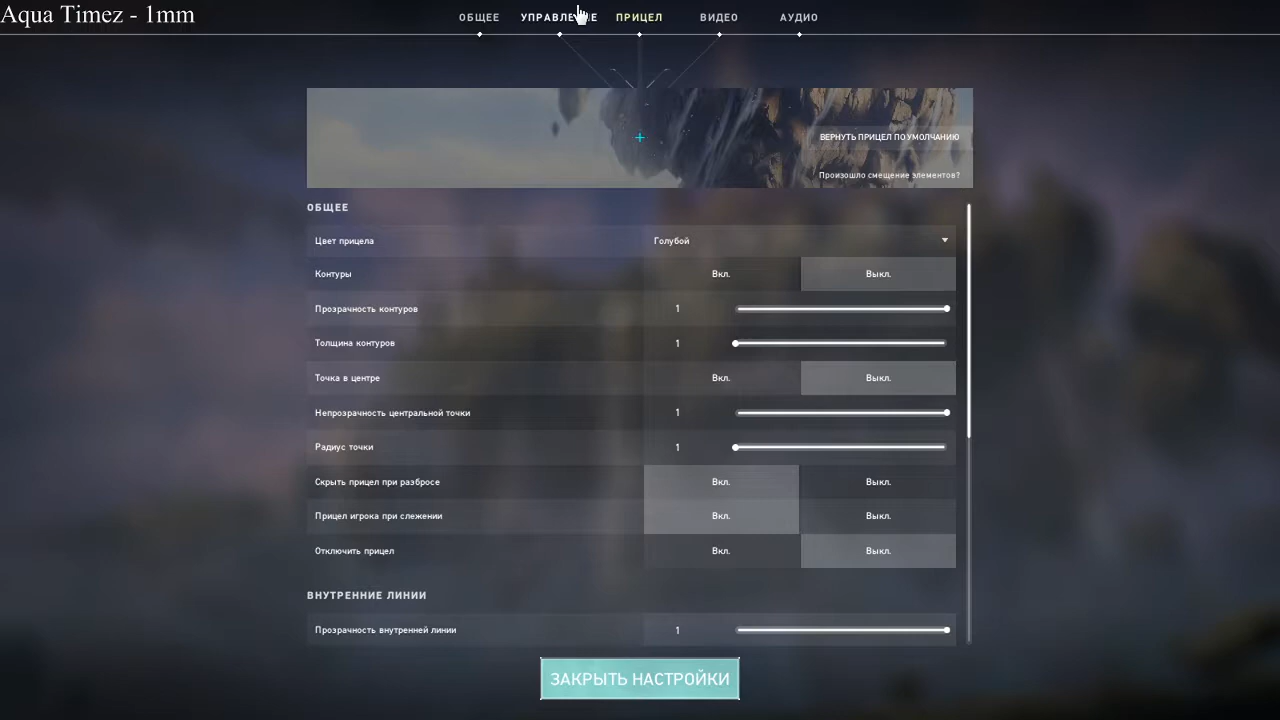 Aqua Timez - 1mm
ОБЩЕЕ УПРАВЛЕНИЕ ПРИЦЕЛ ВИДЕО АУДИО
ВЕРНУТЬ ПРИЦЕЛ ПО УМОЛЧАНИЮ
Произошло смещение элементов?
ОБЩЕЕ
Цвет прицела Голубой
Контуры Вкл. Выкл.
Прозрачность контуров 1
Толщина контуров 1
Точка в центре Вкл. Выкл.
Непрозрачность центральной точки 1
Радиус точки 1
Скрыть прицел при разбросе Вкл. Выкл.
Прицел игрока при слежении Вкл. Выкл.
Отключить прицел Вкл. Выкл.
ВНУТРЕННИЕ ЛИНИИ
Прозрачность внутренней линии 1
ЗАКРЫТЬ НАСТРОЙКИ